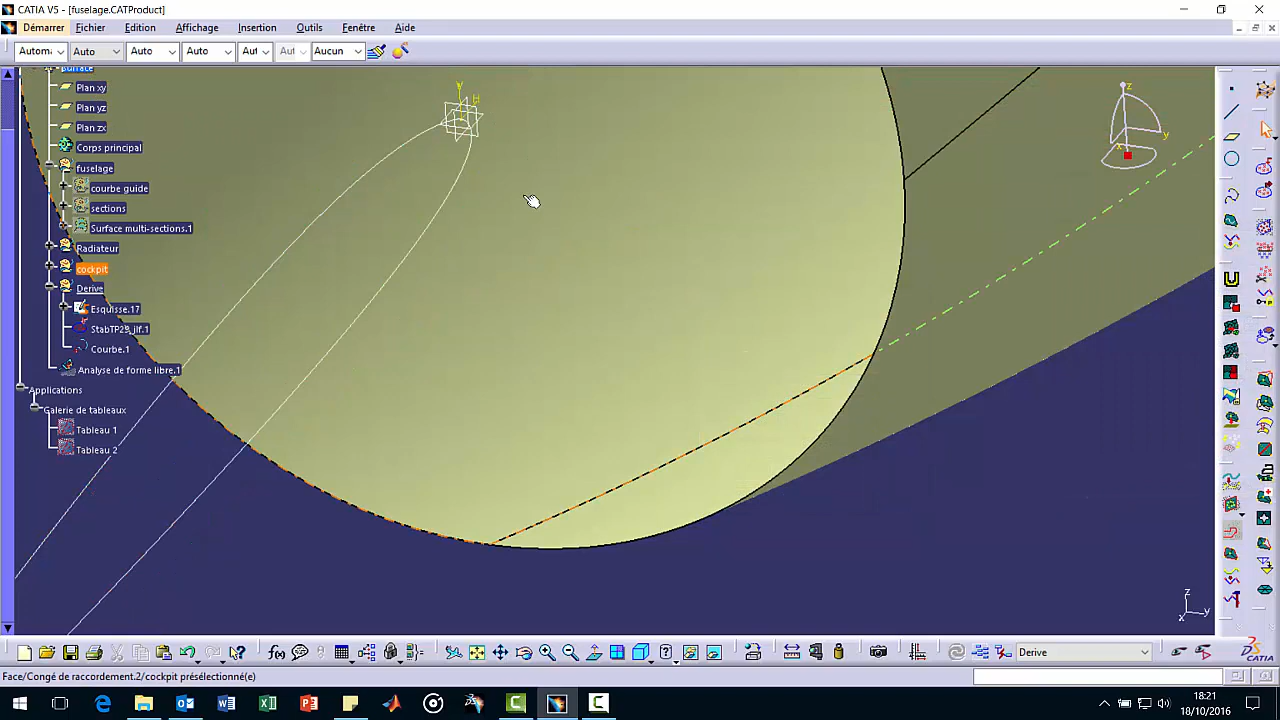 CATIA V5 - [fuselage.CATProduct]
Démarrer Fichier Edition Affichage Insertion Outils Fenêtre Aide
Auto Auto Auto Aucun
Plan xy
Plan yz
Plan zx
Corps principal
fuselage
courbe guide
sections
Surface multi-sections.1
Radiateur
cockpit
Derive
Esquisse.17
Courbe.1
Analyse de forme libre.1
Applications
Galerie de tableaux
Tableau 1
Tableau 2
y
H
z
y
x
z
y
x
f(x)
Derive
CATIA
Face/Congé de raccordement.2/cockpit présélectionné(e)
18:21
18/10/2016